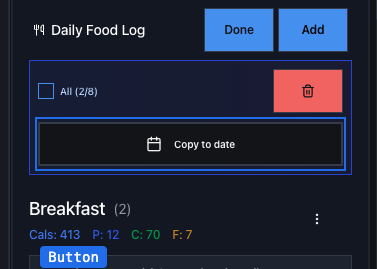 Daily Food Log
Done
Add
All (2/8)
Copy to date
Breakfast (2)
Cals: 413 P: 12 C: 70 F: 7
Button